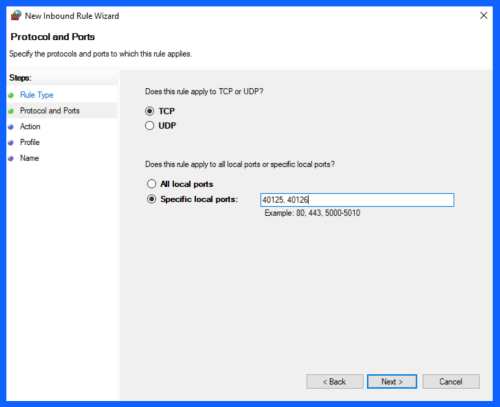 New Inbound Rule Wizard
Protocol and Ports
Specify the protocols and ports to which this rule applies.
Steps:
Rule Type
Protocol and Ports
Action
Profile
Name
Does this rule apply to TCP or UDP?
TCP
UDP
Does this rule apply to all local ports or specific local ports?
All local ports
Specific local ports:
40125, 40126
Example: 80, 443, 5000-5010
< Back
Next >
Cancel